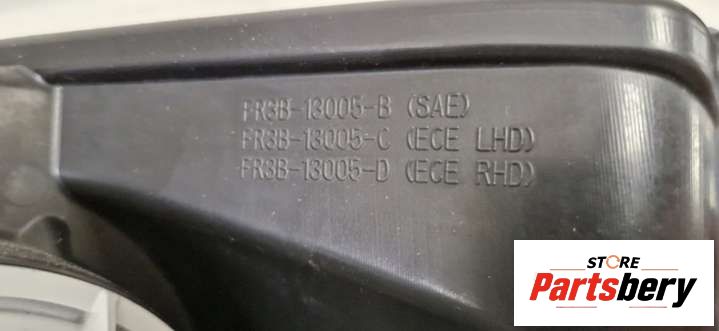 FR3B-13005-B (SAE)
FR3B-13005-C (ECE LHD)
FR3B-13005-D (ECE RHD)
STORE
Partsbery